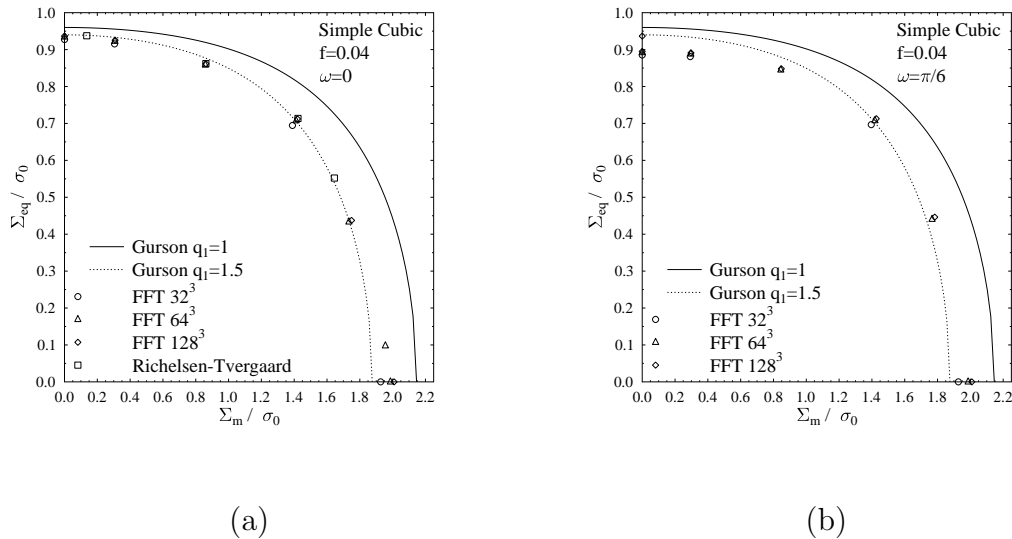 Simple Cubic
f=0.04
ω=0
1.0
0.9
0.8
0.7
0.6
0.5
0.4
0.3
0.2
0.1
0.0
Σeq / σ0
Gurson q1=1
Gurson q1=1.5
FFT 32³
FFT 64³
FFT 128³
Richelsen-Tvergaard
0.0 0.2 0.4 0.6 0.8 1.0 1.2 1.4 1.6 1.8 2.0 2.2
Σm / σ0
(a)
Simple Cubic
f=0.04
ω=π/6
1.0
0.9
0.8
0.7
0.6
0.5
0.4
0.3
0.2
0.1
0.0
Σeq / σ0
Gurson q1=1
Gurson q1=1.5
FFT 32³
FFT 64³
FFT 128³
0.0 0.2 0.4 0.6 0.8 1.0 1.2 1.4 1.6 1.8 2.0 2.2
Σm / σ0
(b)